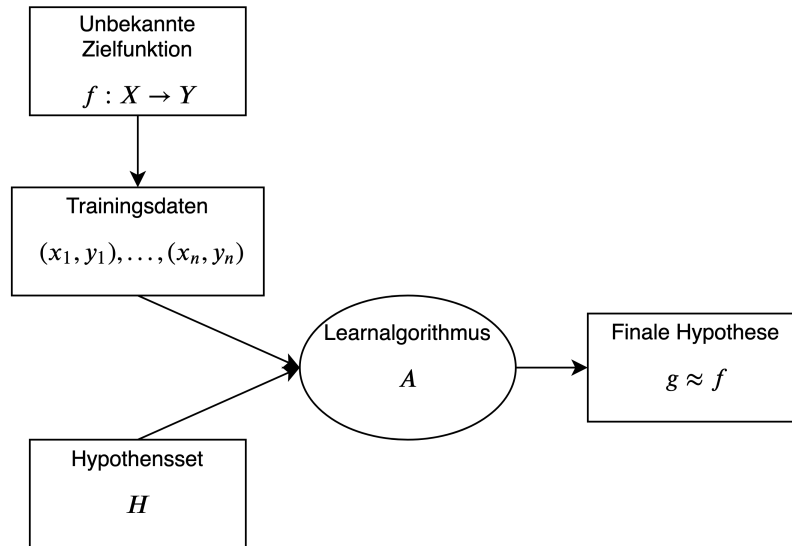 Unbekannte
Zielfunktion
f : X → Y
Trainingsdaten
(x₁, y₁), . . . , (xₙ, yₙ)
Learnalgorithmus
A
Finale Hypothese
g ≈ f
Hypothensset
H